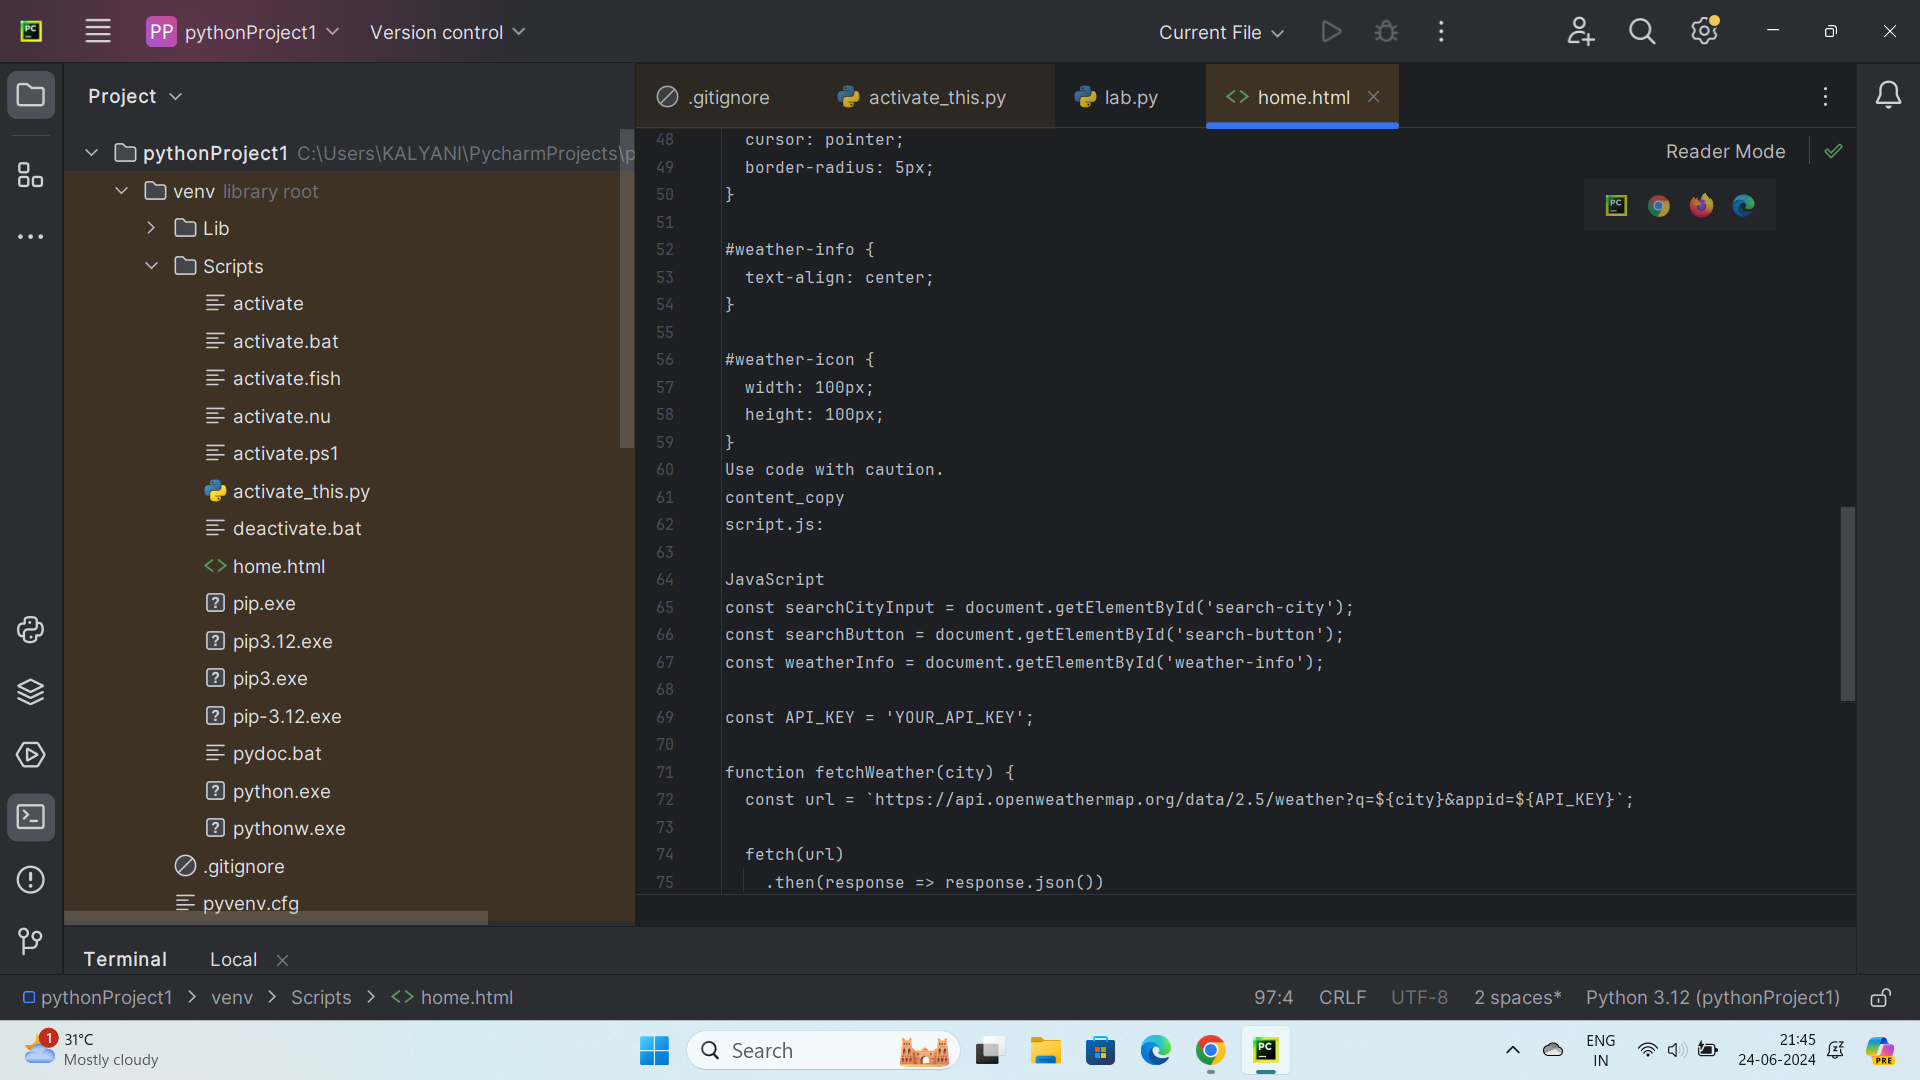 PC
PP pythonProject1
Version control
Current File
Project
.gitignore
activate_this.py
lab.py
<> home.html
pythonProject1 C:\Users\KALYANI\PycharmProjects\p
venv library root
Lib
Scripts
activate
activate.bat
activate.fish
activate.nu
activate.ps1
activate_this.py
deactivate.bat
<> home.html
pip.exe
pip3.12.exe
pip3.exe
pip-3.12.exe
pydoc.bat
python.exe
pythonw.exe
.gitignore
pyvenv.cfg
Reader Mode
PC
48 cursor: pointer;
49 border-radius: 5px;
50 }
51
52 #weather-info {
53 text-align: center;
54 }
55
56 #weather-icon {
57 width: 100px;
58 height: 100px;
59 }
60 Use code with caution.
61 content_copy
62 script.js:
63
64 JavaScript
65 const searchCityInput = document.getElementById('search-city');
66 const searchButton = document.getElementById('search-button');
67 const weatherInfo = document.getElementById('weather-info');
68
69 const API_KEY = 'YOUR_API_KEY';
70
71 function fetchWeather(city) {
72 const url = `https://api.openweathermap.org/data/2.5/weather?q=${city}&appid=${API_KEY}`;
73
74 fetch(url)
75 .then(response => response.json())
Terminal Local
pythonProject1 > venv > Scripts > <> home.html
97:4 CRLF UTF-8 2 spaces* Python 3.12 (pythonProject1)
1
31°C
Mostly cloudy
Search
PC
ENG
IN
21:45
24-06-2024
PRE